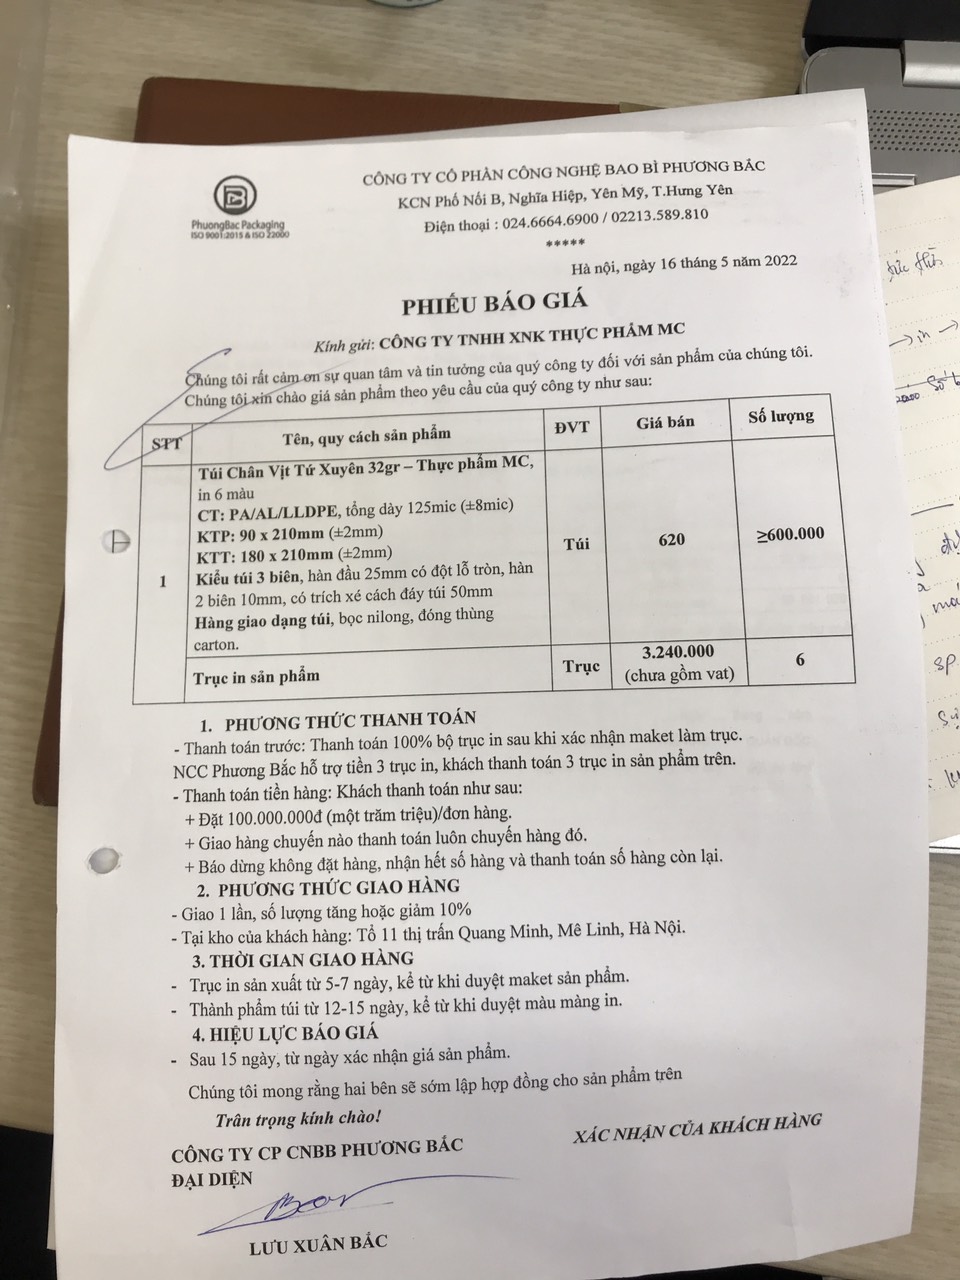 PhuongBac Packaging
ISO 9001:2015 & ISO 22000
CÔNG TY CỔ PHẦN CÔNG NGHỆ BAO BÌ PHƯƠNG BẮC
KCN Phố Nối B, Nghĩa Hiệp, Yên Mỹ, T.Hưng Yên
Điện thoại : 024.6664.6900 / 02213.589.810
*****
Hà nội, ngày 16 tháng 5 năm 2022
PHIẾU BÁO GIÁ
Kính gửi: CÔNG TY TNHH XNK THỰC PHẨM MC
Chúng tôi rất cảm ơn sự quan tâm và tin tưởng của quý công ty đối với sản phẩm của chúng tôi.
Chúng tôi xin chào giá sản phẩm theo yêu cầu của quý công ty như sau:
STT Tên, quy cách sản phẩm ĐVT Giá bán Số lượng
1
Túi Chân Vịt Tứ Xuyên 32gr – Thực phẩm MC,
in 6 màu
CT: PA/AL/LLDPE, tổng dày 125mic (±8mic)
KTP: 90 x 210mm (±2mm)
KTT: 180 x 210mm (±2mm)
Kiểu túi 3 biên, hàn đầu 25mm có đột lỗ tròn, hàn
2 biên 10mm, có trích xé cách đáy túi 50mm
Hàng giao dạng túi, bọc nilong, đóng thùng
carton.
Túi 620 ≥600.000
Trục in sản phẩm Trục 3.240.000
(chưa gồm vat)
6
1. PHƯƠNG THỨC THANH TOÁN
- Thanh toán trước: Thanh toán 100% bộ trục in sau khi xác nhận maket làm trục.
NCC Phương Bắc hỗ trợ tiền 3 trục in, khách thanh toán 3 trục in sản phẩm trên.
- Thanh toán tiền hàng: Khách thanh toán như sau:
+ Đặt 100.000.000đ (một trăm triệu)/đơn hàng.
+ Giao hàng chuyến nào thanh toán luôn chuyến hàng đó.
+ Báo dừng không đặt hàng, nhận hết số hàng và thanh toán số hàng còn lại.
2. PHƯƠNG THỨC GIAO HÀNG
- Giao 1 lần, số lượng tăng hoặc giảm 10%
- Tại kho của khách hàng: Tổ 11 thị trấn Quang Minh, Mê Linh, Hà Nội.
3. THỜI GIAN GIAO HÀNG
- Trục in sản xuất từ 5-7 ngày, kể từ khi duyệt maket sản phẩm.
- Thành phẩm túi từ 12-15 ngày, kể từ khi duyệt màu màng in.
4. HIỆU LỰC BÁO GIÁ
- Sau 15 ngày, từ ngày xác nhận giá sản phẩm.
Chúng tôi mong rằng hai bên sẽ sớm lập hợp đồng cho sản phẩm trên
Trân trọng kính chào!
CÔNG TY CP CNBB PHƯƠNG BẮC
XÁC NHẬN CỦA KHÁCH HÀNG
ĐẠI DIỆN
LƯU XUÂN BẮC